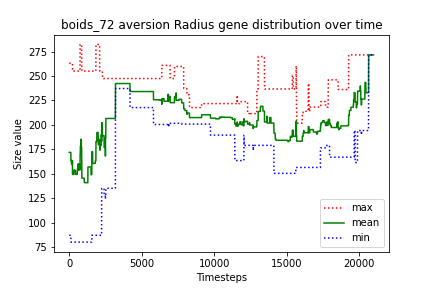 boids_72 aversion Radius gene distribution over time
Size value
275
250
225
200
175
150
125
100
75
0
5000
10000
15000
20000
Timesteps
max
mean
min